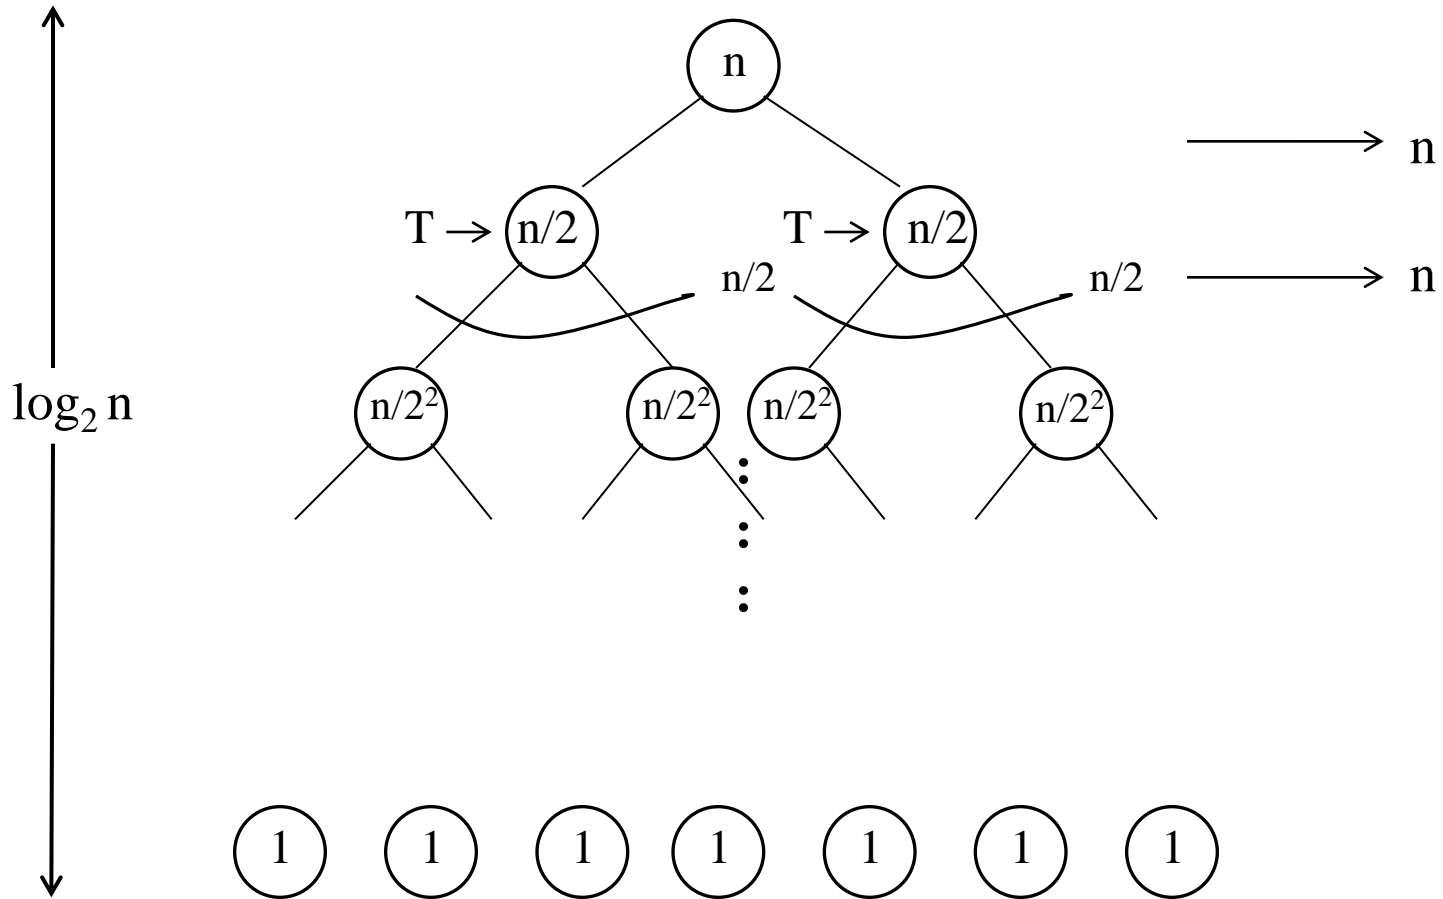 n
n
T → n/2 T → n/2
n/2 n/2 n
log₂ n
n/2² n/2² n/2² n/2²
1 1 1 1 1 1 1